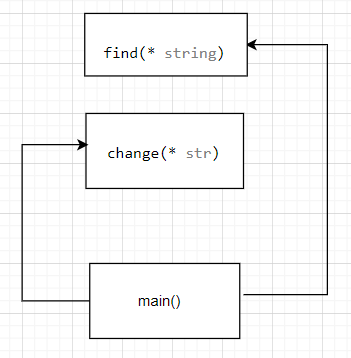 find(* string)
change(* str)
main()